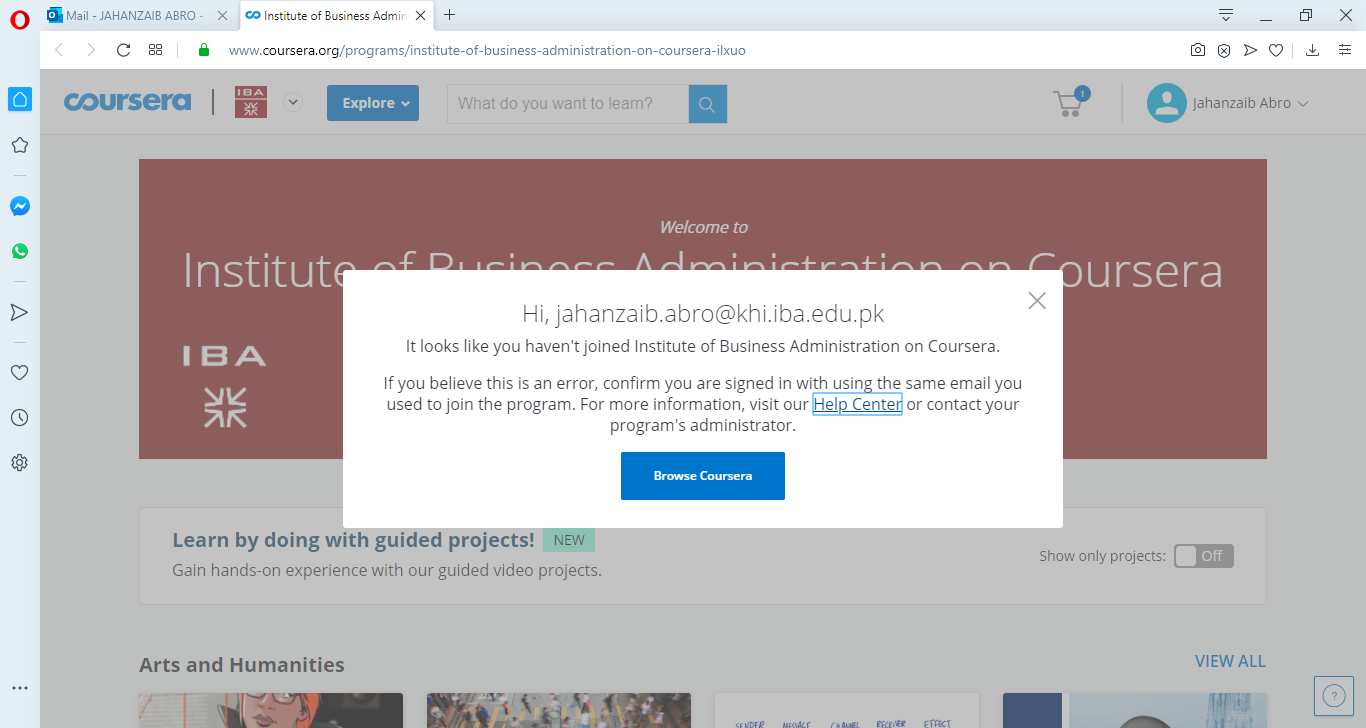 Mail - JAHANZAIB ABRO -
Institute of Business Admin
www.coursera.org/programs/institute-of-business-administration-on-coursera-ilxuo
coursera
IBA
Explore
What do you want to learn?
1
Jahanzaib Abro
Welcome to
Institute of Business Administration on Coursera
IBA
Hi, jahanzaib.abro@khi.iba.edu.pk
It looks like you haven't joined Institute of Business Administration on Coursera.
If you believe this is an error, confirm you are signed in with using the same email you
used to join the program. For more information, visit our Help Center or contact your
program's administrator.
Browse Coursera
Learn by doing with guided projects! NEW
Gain hands-on experience with our guided video projects.
Show only projects: Off
Arts and Humanities
VIEW ALL
SENDER MESSAGE CHANNEL RECEIVER EFFECT
?